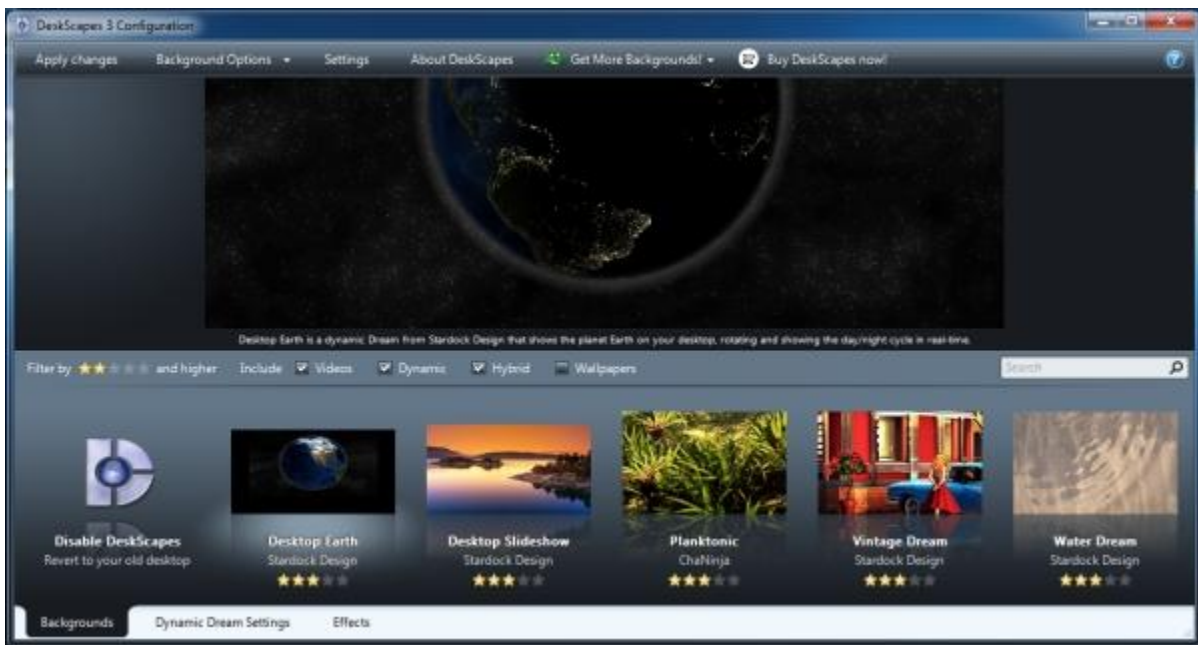 DeskScapes 3 Configuration
Apply changes Background Options Settings About DeskScapes Get More Backgrounds! Buy DeskScapes now!
Desktop Earth is a dynamic Dream from Stardock Design that shows the planet Earth on your desktop, rotating and showing the day/night cycle in real-time.
Filter by and higher Include Videos Dynamic Hybrid Wallpapers Search
Disable DeskScapes Desktop Earth Desktop Slideshow Planktonic Vintage Dream Water Dream
Revert to your old desktop Stardock Design Stardock Design ChaNinja Stardock Design Stardock Design
Backgrounds Dynamic Dream Settings Effects